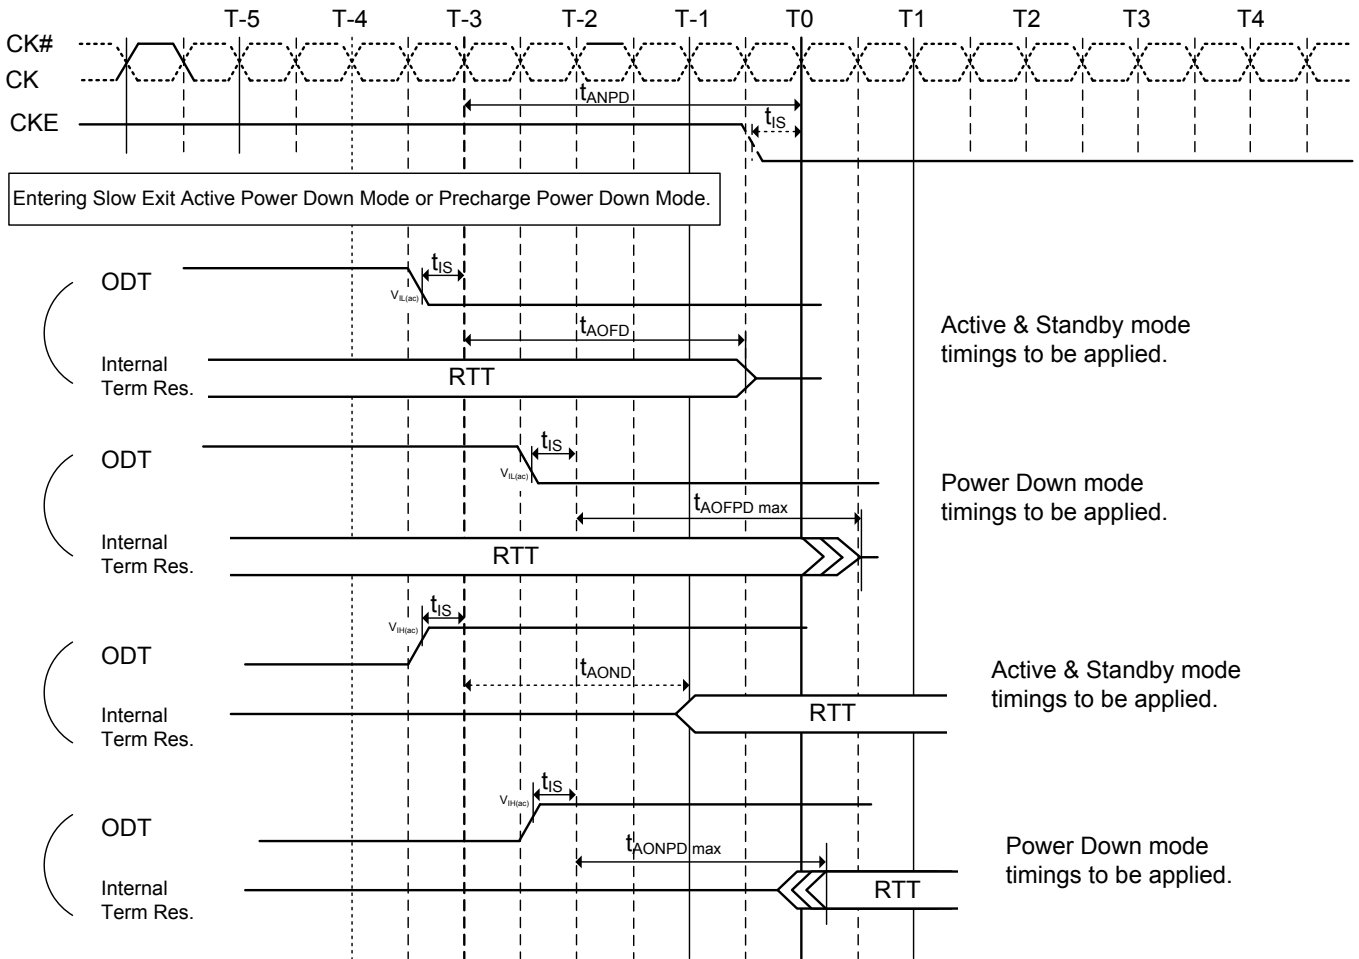 T-5 T-4 T-3 T-2 T-1 T0 T1 T2 T3 T4
CK#
CK
tANPD
CKE
tIS
Entering Slow Exit Active Power Down Mode or Precharge Power Down Mode.
ODT
tIS
VIL(ac)
tAOFD
Internal
Term Res.
RTT
Active & Standby mode
timings to be applied.
ODT
tIS
VIL(ac)
tAOFPD max
Internal
Term Res.
RTT
Power Down mode
timings to be applied.
tIS
VIH(ac)
ODT
tAOND
Internal
Term Res.
RTT
Active & Standby mode
timings to be applied.
tIS
VIH(ac)
ODT
tAONPD max
Internal
Term Res.
RTT
Power Down mode
timings to be applied.